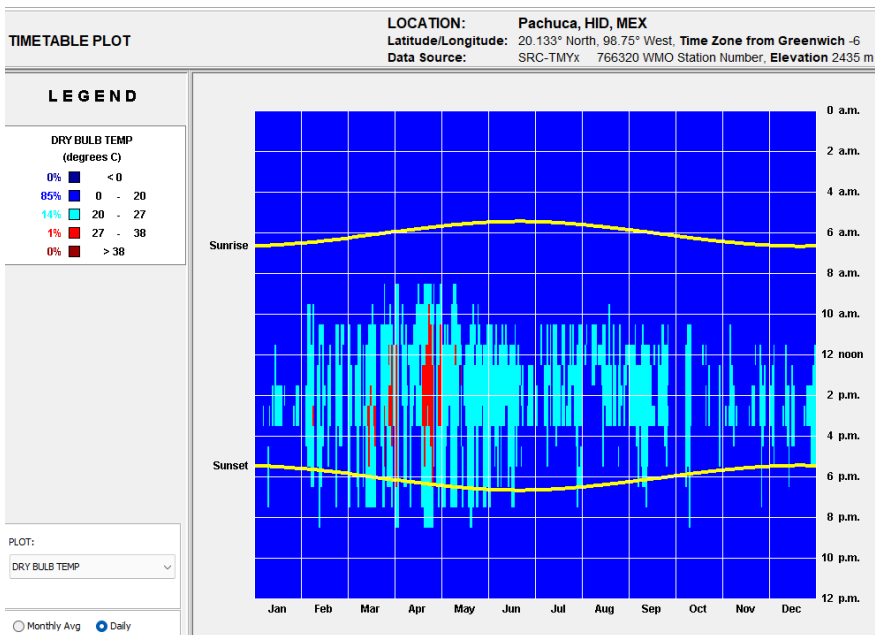 TIMETABLE PLOT
LOCATION: Pachuca, HID, MEX
Latitude/Longitude: 20.133° North, 98.75° West, Time Zone from Greenwich -6
Data Source: SRC-TMYx 766320 WMO Station Number, Elevation 2435 m
LEGEND
DRY BULB TEMP
(degrees C)
0% < 0
85% 0 - 20
14% 20 - 27
1% 27 - 38
0% > 38
PLOT:
DRY BULB TEMP
Monthly Avg Daily
Sunrise
Sunset
0 a.m.
2 a.m.
4 a.m.
6 a.m.
8 a.m.
10 a.m.
12 noon
2 p.m.
4 p.m.
6 p.m.
8 p.m.
10 p.m.
12 p.m.
Jan Feb Mar Apr May Jun Jul Aug Sep Oct Nov Dec